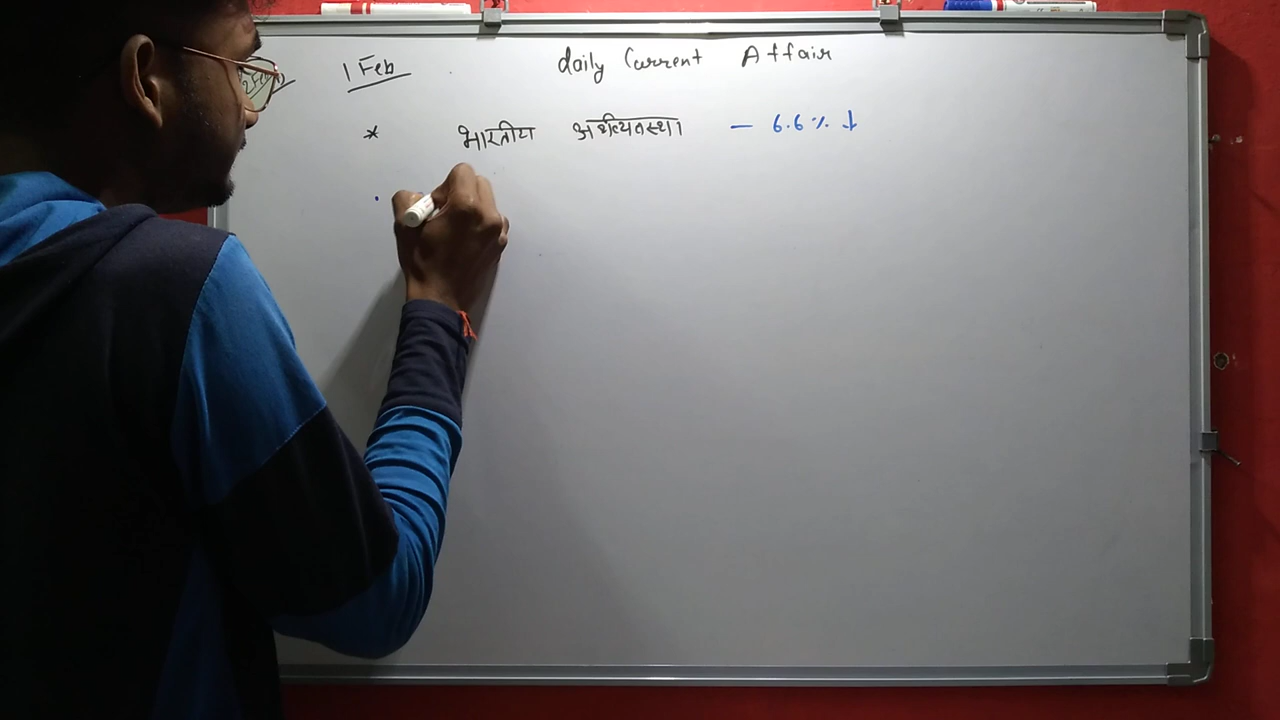 1 Feb daily Current Affair
* भारतीय अर्थव्यवस्था — 6.6% ↓